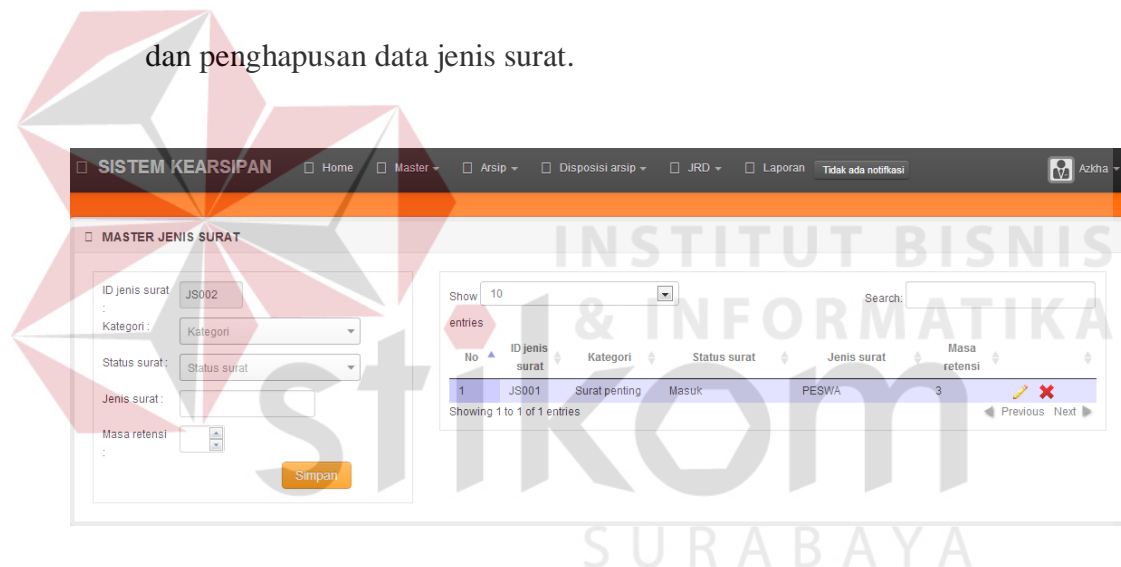 dan penghapusan data jenis surat.
SISTEM KEARSIPAN Home Master Arsip Disposisi arsip JRD Laporan Tidak ada notifkasi Azkha
MASTER JENIS SURAT
INSTITUT BISNIS
& INFORMATIKA
stikom
SURABAYA
ID jenis surat : JS002
Kategori : Kategori
Status surat : Status surat
Jenis surat :
Masa retensi :
Simpan
Show 10 entries
Search:
No ID jenis surat Kategori Status surat Jenis surat Masa retensi
1 JS001 Surat penting Masuk PESWA 3
Showing 1 to 1 of 1 entries
Previous Next